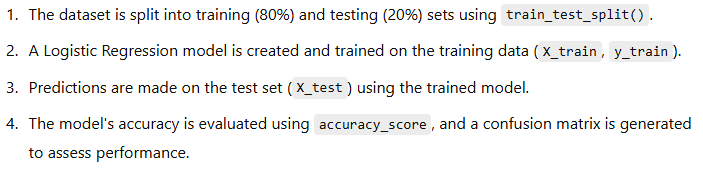 1. The dataset is split into training (80%) and testing (20%) sets using train_test_split().
2. A Logistic Regression model is created and trained on the training data (X_train, y_train).
3. Predictions are made on the test set (X_test) using the trained model.
4. The model's accuracy is evaluated using accuracy_score, and a confusion matrix is generated
to assess performance.